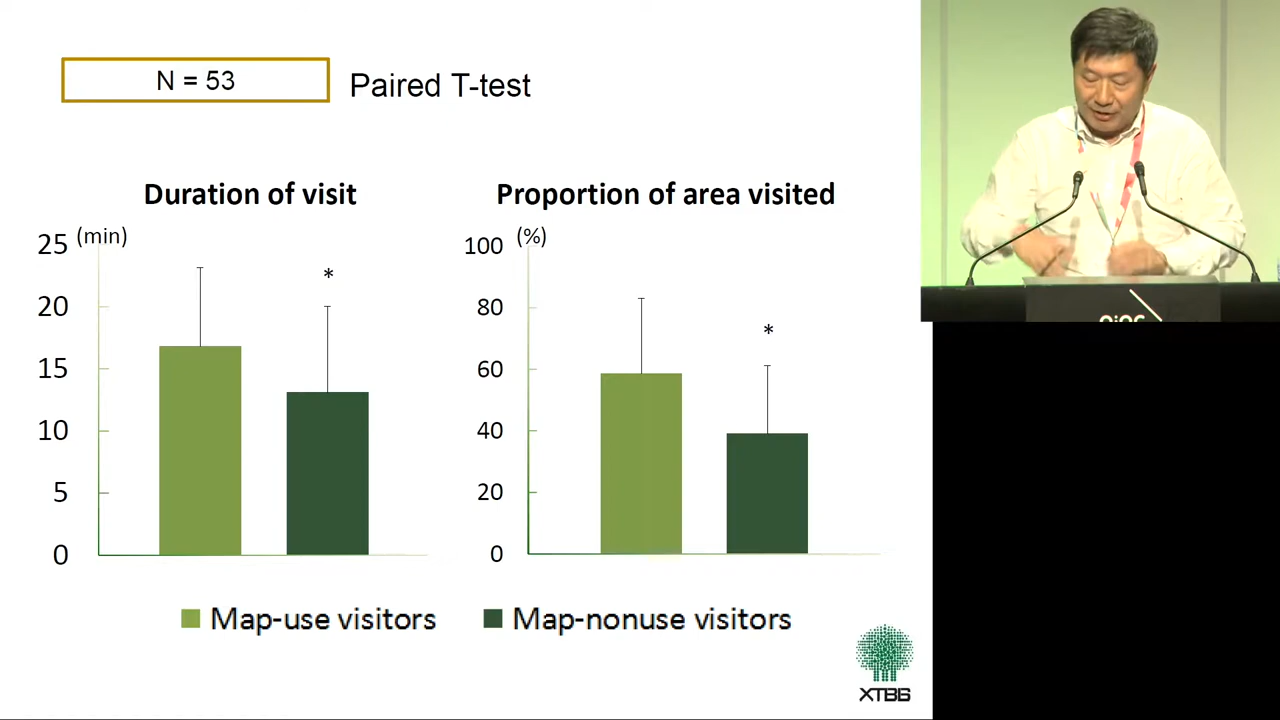 N = 53
Paired T-test
Duration of visit
(min)
25
20
15
10
5
0
*
Proportion of area visited
(%)
100
80
60
40
20
0
*
Map-use visitors
Map-nonuse visitors
XTBG